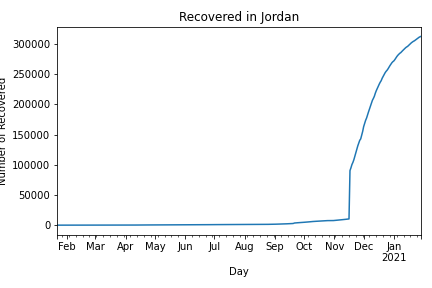 Recovered in Jordan
Number of Recovered
300000
250000
200000
150000
100000
50000
0
Feb Mar Apr May Jun Jul Aug Sep Oct Nov Dec Jan
2021
Day